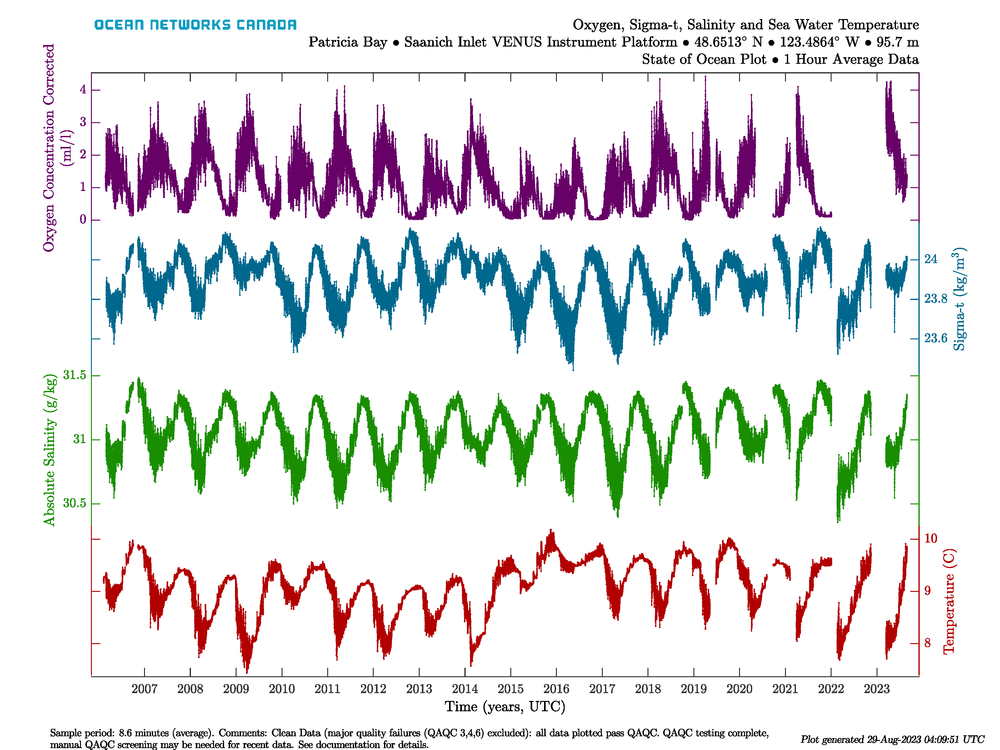 OCEAN NETWORKS CANADA
Oxygen, Sigma-t, Salinity and Sea Water Temperature
Patricia Bay • Saanich Inlet VENUS Instrument Platform • 48.6513° N • 123.4864° W • 95.7 m
State of Ocean Plot • 1 Hour Average Data
Oxygen Concentration Corrected
(ml/l)
4
3
2
1
0
24
23.8
23.6
Sigma-t (kg/m³)
Absolute Salinity (g/kg)
31.5
31
30.5
10
9
8
Temperature (C)
2007 2008 2009 2010 2011 2012 2013 2014 2015 2016 2017 2018 2019 2020 2021 2022 2023
Time (years, UTC)
Sample period: 8.6 minutes (average). Comments: Clean Data (major quality failures (QAQC 3,4,6) excluded): all data plotted pass QAQC. QAQC testing complete,
manual QAQC screening may be needed for recent data. See documentation for details.
Plot generated 29-Aug-2023 04:09:51 UTC